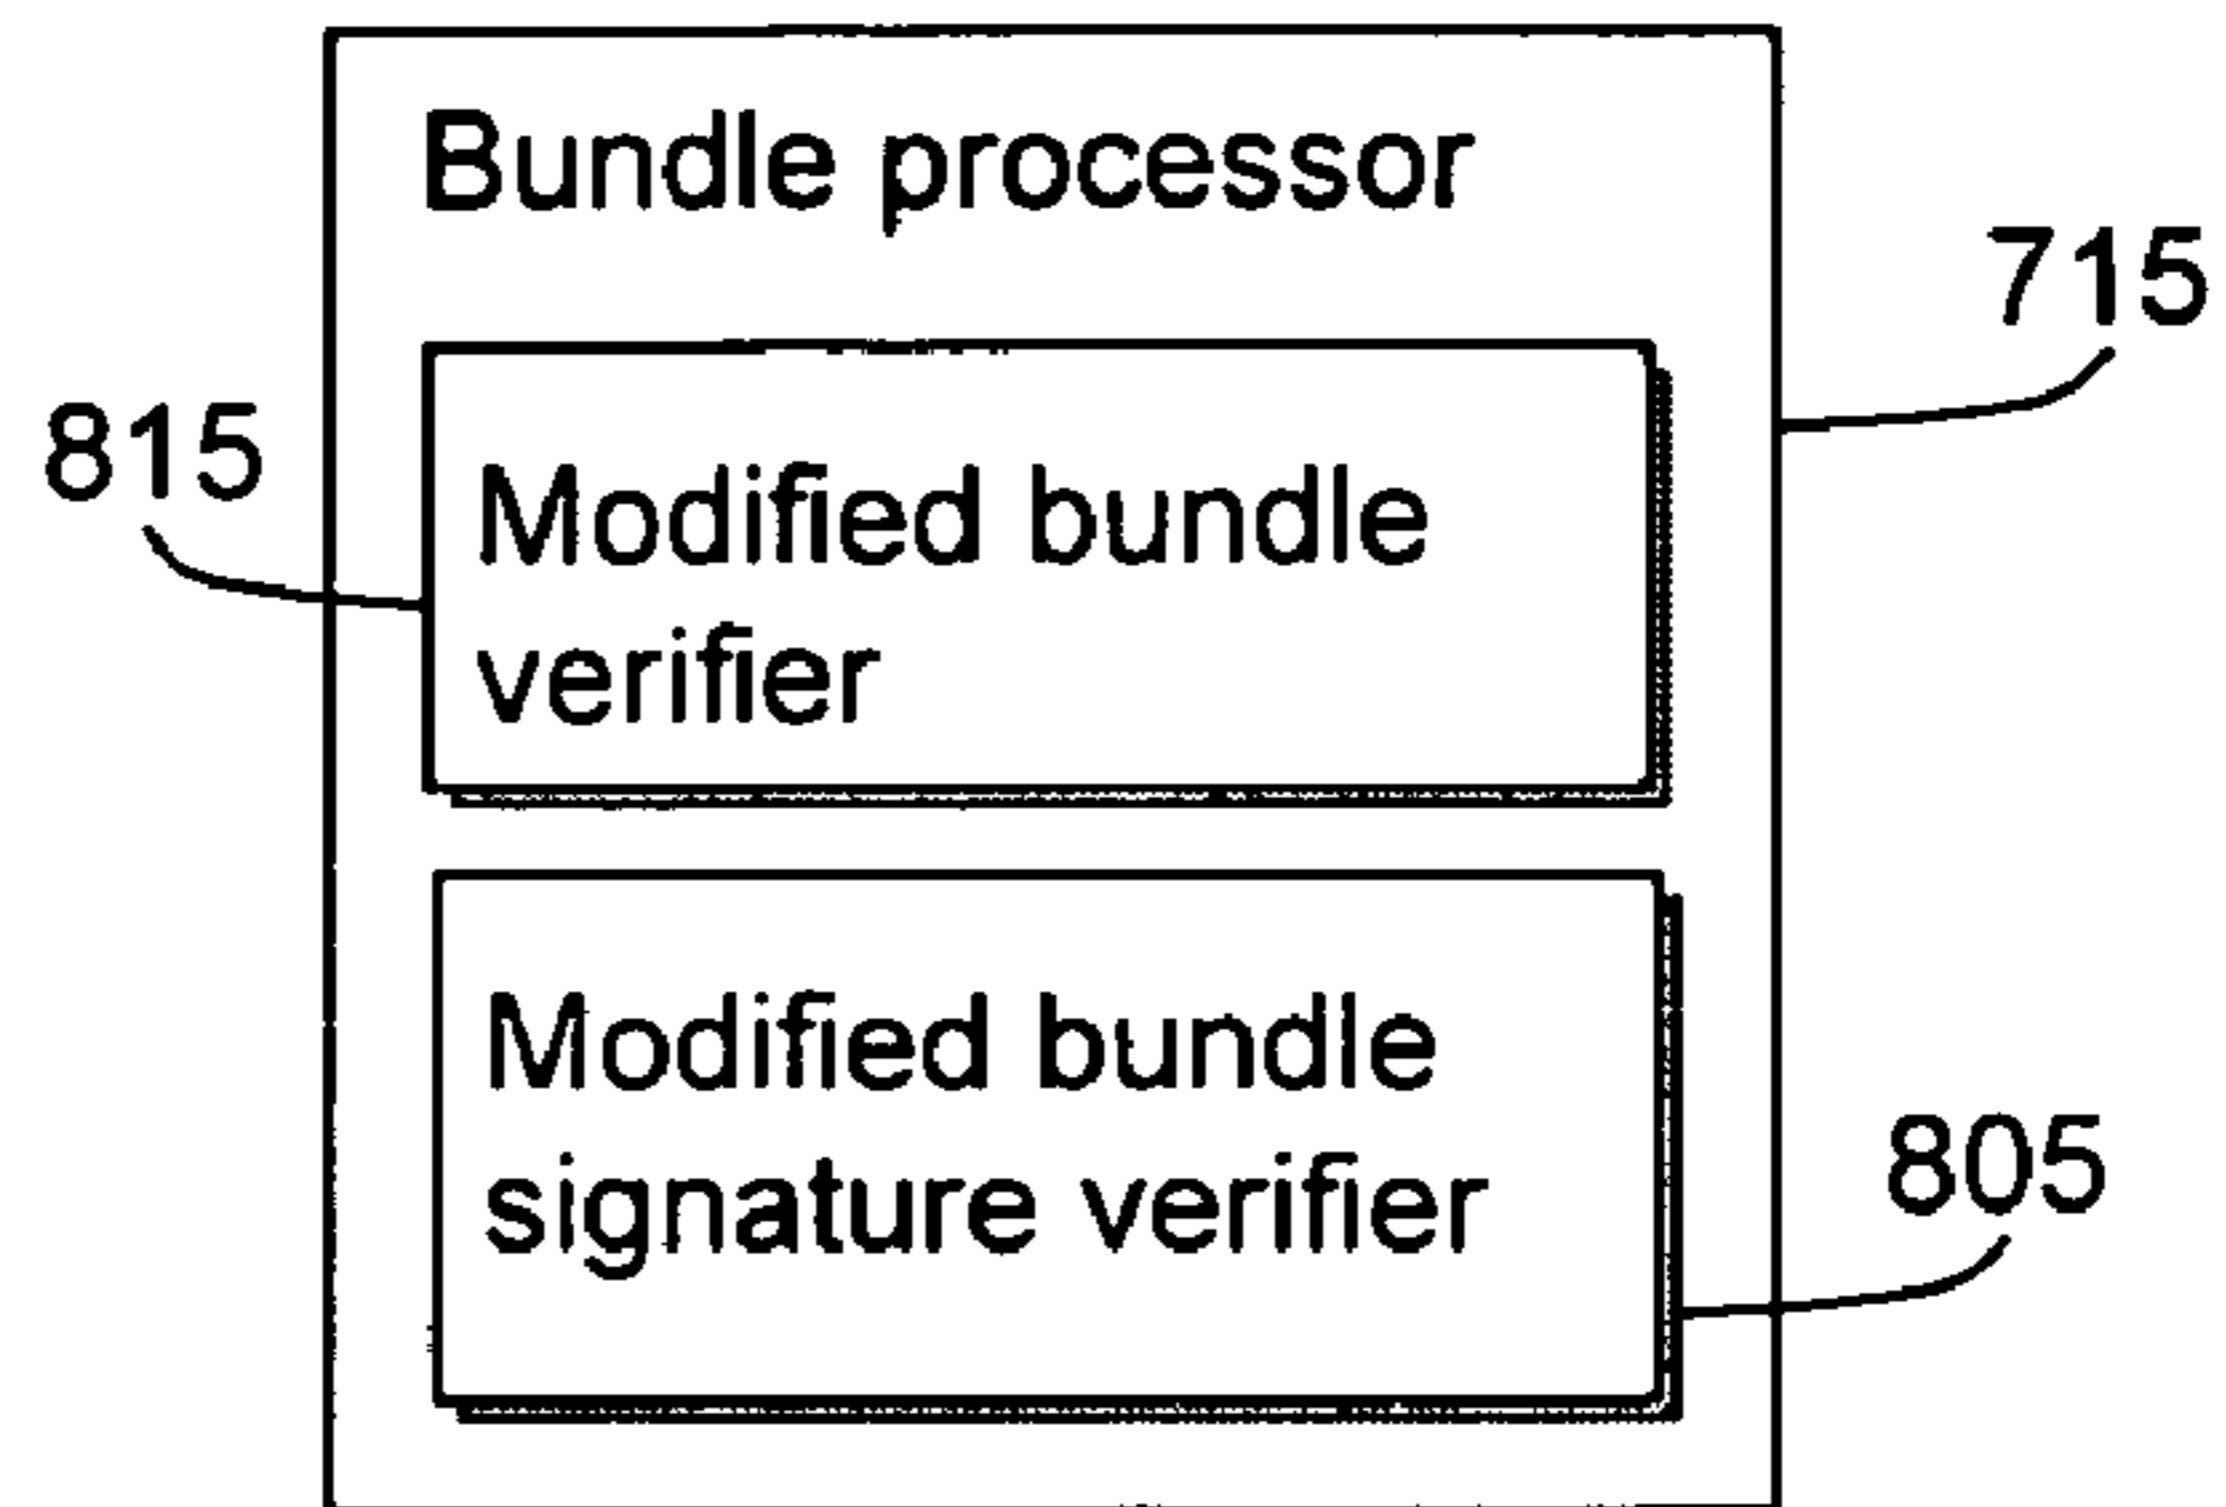 Bundle processor
715
815
Modified bundle
verifier
Modified bundle
signature verifier
805